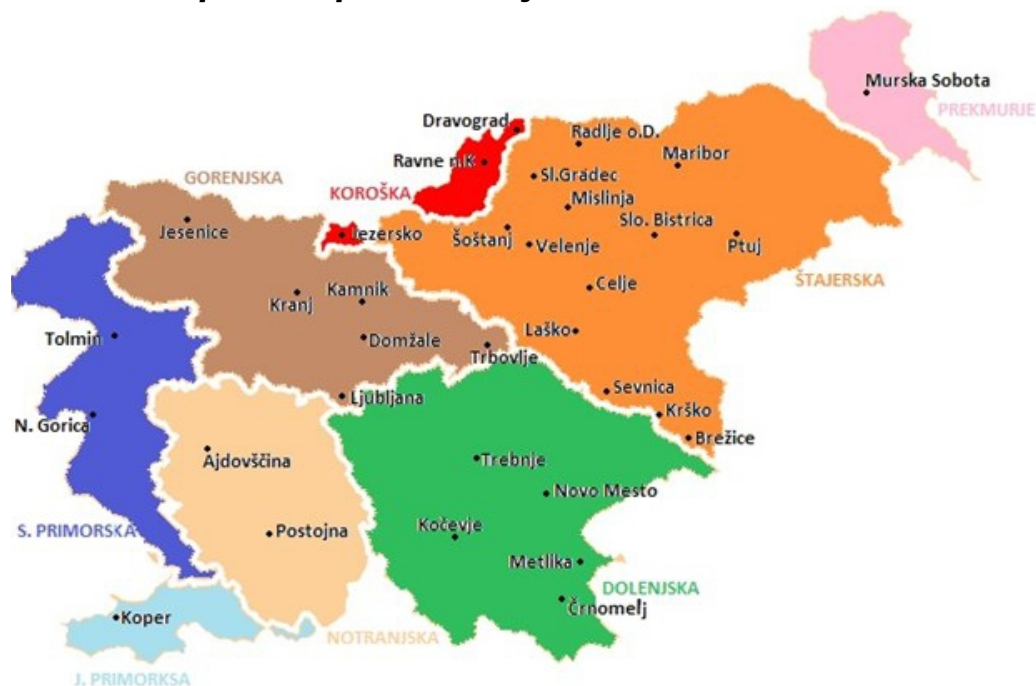 Murska Sobota
PREKMURJE
Dravograd
Radlje o.D.
Maribor
Ravne n.K
Sl.Gradec
GORENJSKA
KOROŠKA
Mislinja
Jesenice
Jezersko
Šoštanj
Slo. Bistrica
Velenje
Ptuj
Celje
ŠTAJERSKA
Kamnik
Kranj
Tolmin
Domžale
Laško
Trbovlje
Ljubljana
Sevnica
N. Gorica
Krško
Brežice
Ajdovščina
Trebnje
Novo Mesto
S. PRIMORSKA
Postojna
Kočevje
Metlika
DOLENJSKA
Črnomelj
Koper
NOTRANJSKA
J. PRIMORKSA